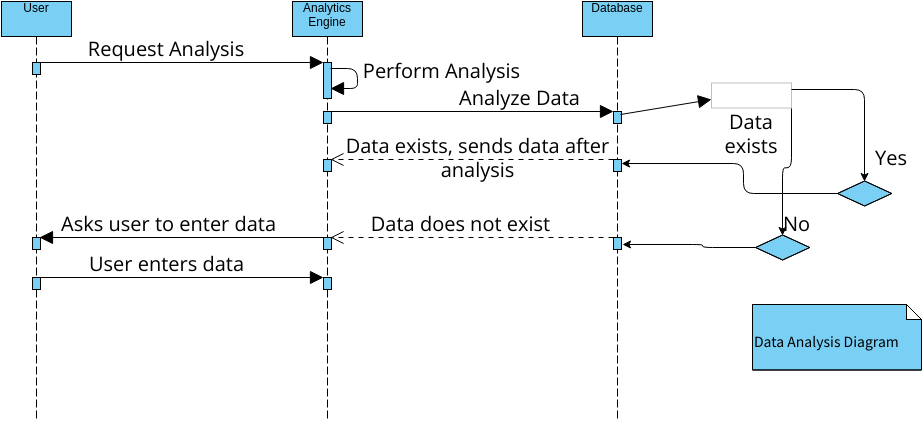 User
Analytics
Engine
Database
Request Analysis
Perform Analysis
Analyze Data
Data
exists
Data exists, sends data after
analysis
Yes
Asks user to enter data
Data does not exist
No
User enters data
Data Analysis Diagram